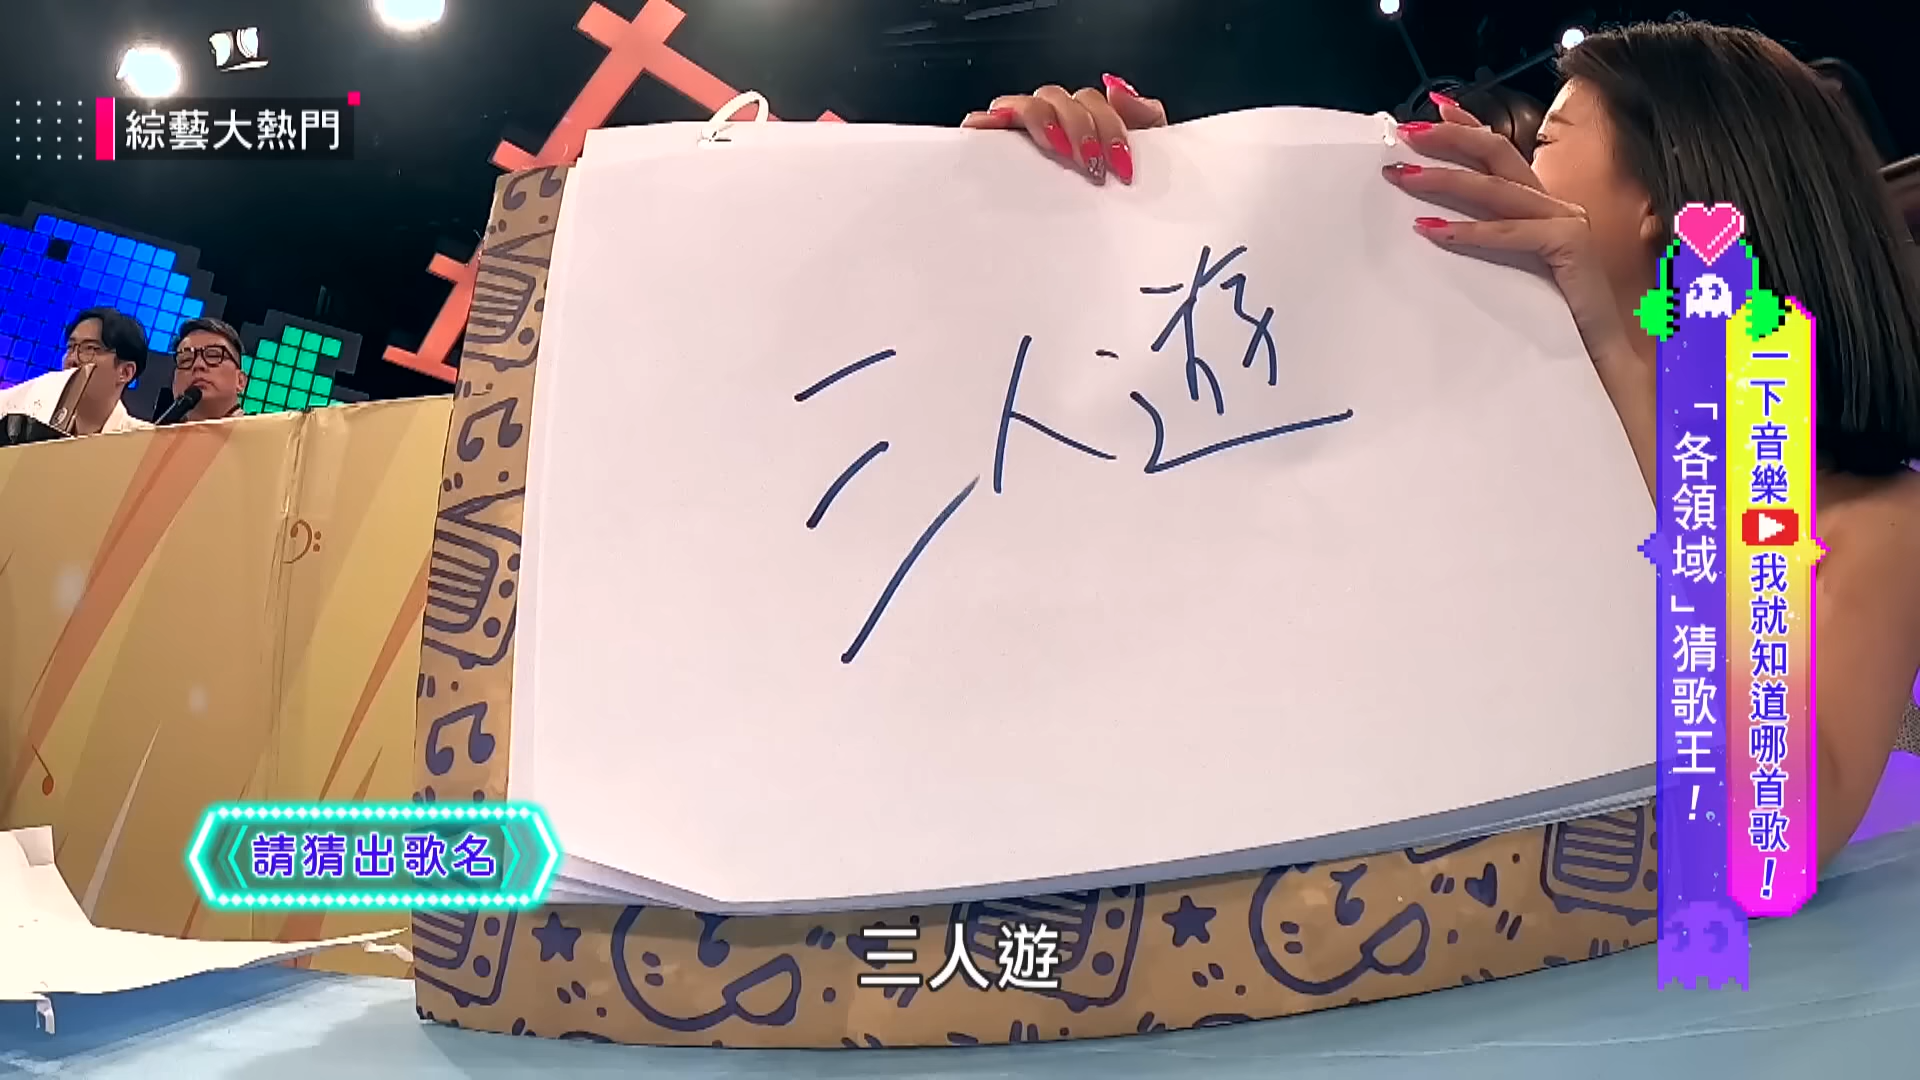 綜藝大熱門
三人遊
一下音樂我就知道哪首歌！
「各領域」猜歌王！
請猜出歌名
三人遊